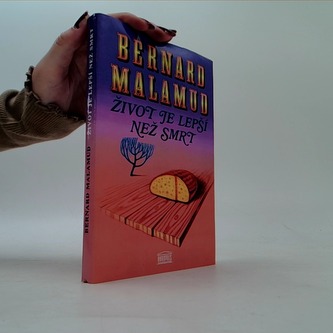 BERNARD
MALAMUD
ŽIVOT JE LEPŠÍ
NEŽ SMRT
BERNARD MALAMUD ŽIVOT JE LEPŠÍ NEŽ SMRT